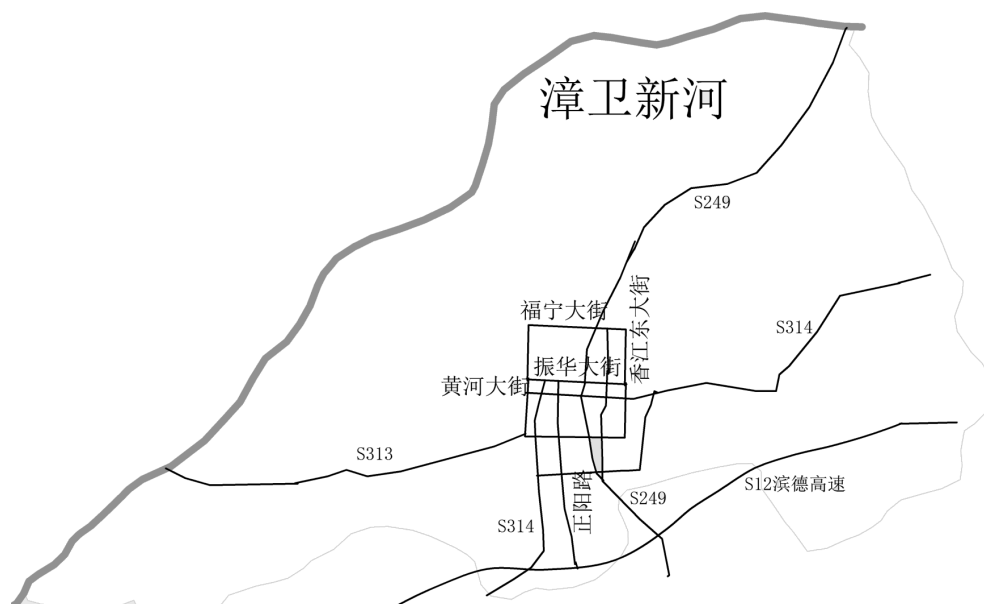 漳卫新河
S249
福宁大街
香江东大街
S314
振华大街
黄河大街
S313
S12滨德高速
正阳路
S249
S314